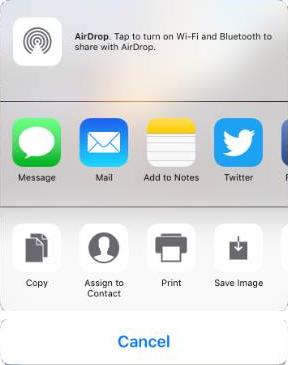 AirDrop. Tap to turn on Wi-Fi and Bluetooth to
share with AirDrop.
Message
Mail
Add to Notes
Twitter
Copy
Assign to
Contact
Print
Save Image
Cancel